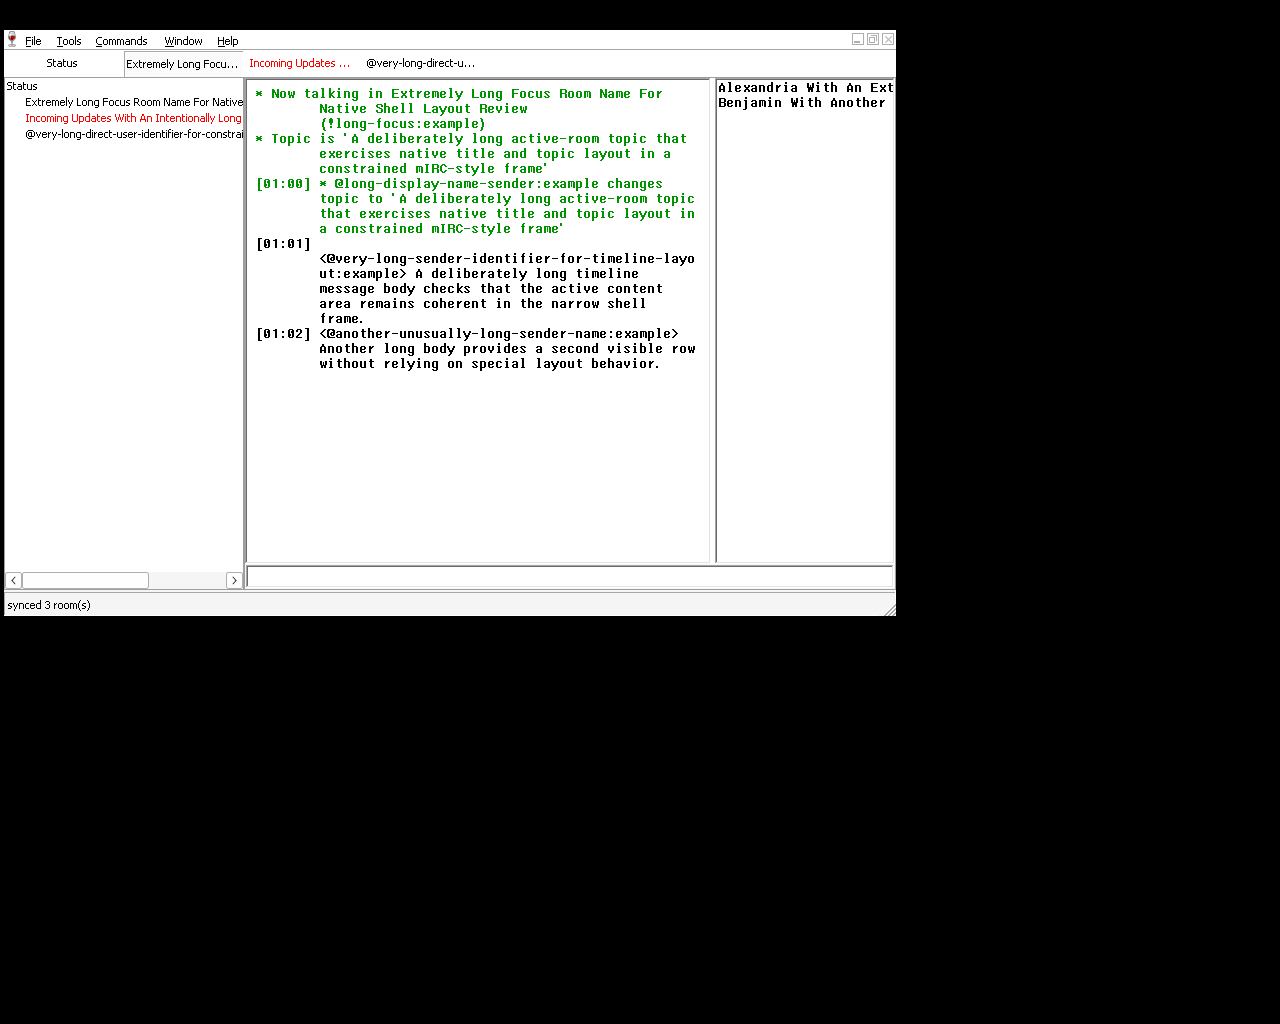 File Tools Commands Window Help
Status Extremely Long Focu... Incoming Updates ... @very-long-direct-u...
Status
Extremely Long Focus Room Name For Native
Incoming Updates With An Intentionally Long
@very-long-direct-user-identifier-for-constrai
* Now talking in Extremely Long Focus Room Name For
Native Shell Layout Review
(!long-focus:example)
* Topic is 'A deliberately long active-room topic that
exercises native title and topic layout in a
constrained mIRC-style frame'
[01:00] * @long-display-name-sender:example changes
topic to 'A deliberately long active-room topic
that exercises native title and topic layout in
a constrained mIRC-style frame'
[01:01]
<@very-long-sender-identifier-for-timeline-layo
ut:example> A deliberately long timeline
message body checks that the active content
area remains coherent in the narrow shell
frame.
[01:02] <@another-unusually-long-sender-name:example>
Another long body provides a second visible row
without relying on special layout behavior.
Alexandria With An Ext
Benjamin With Another
synced 3 room(s)